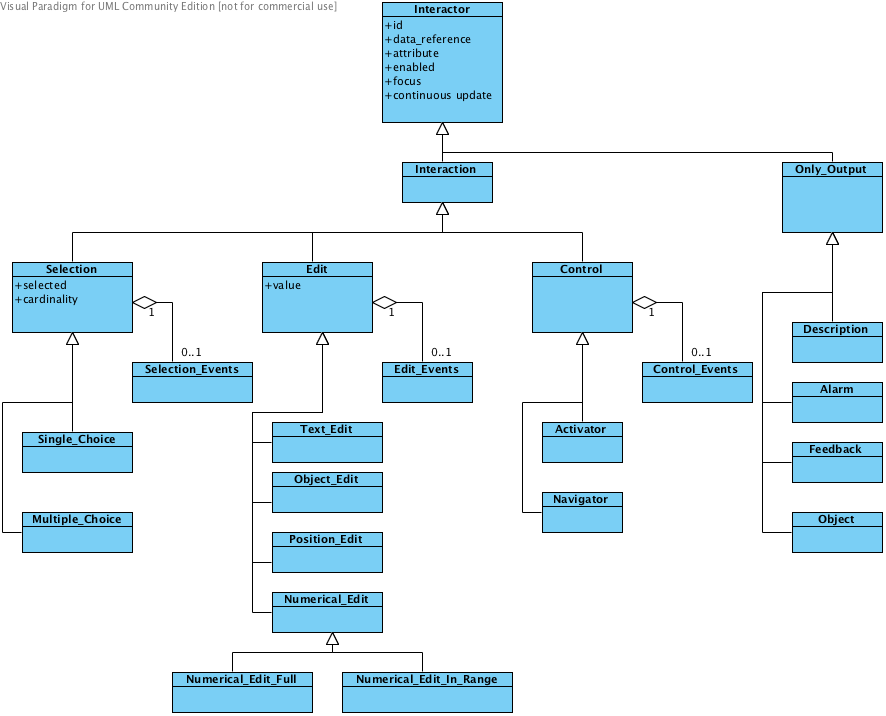 Visual Paradigm for UML Community Edition [not for commercial use]
Interactor
+id
+data_reference
+attribute
+enabled
+focus
+continuous update
Interaction
Only_Output
Selection
+selected
+cardinality
1
0..1
Selection_Events
Edit
+value
1
0..1
Edit_Events
Control
1
0..1
Control_Events
Description
Alarm
Feedback
Object
Single_Choice
Multiple_Choice
Text_Edit
Object_Edit
Position_Edit
Numerical_Edit
Activator
Navigator
Numerical_Edit_Full
Numerical_Edit_In_Range